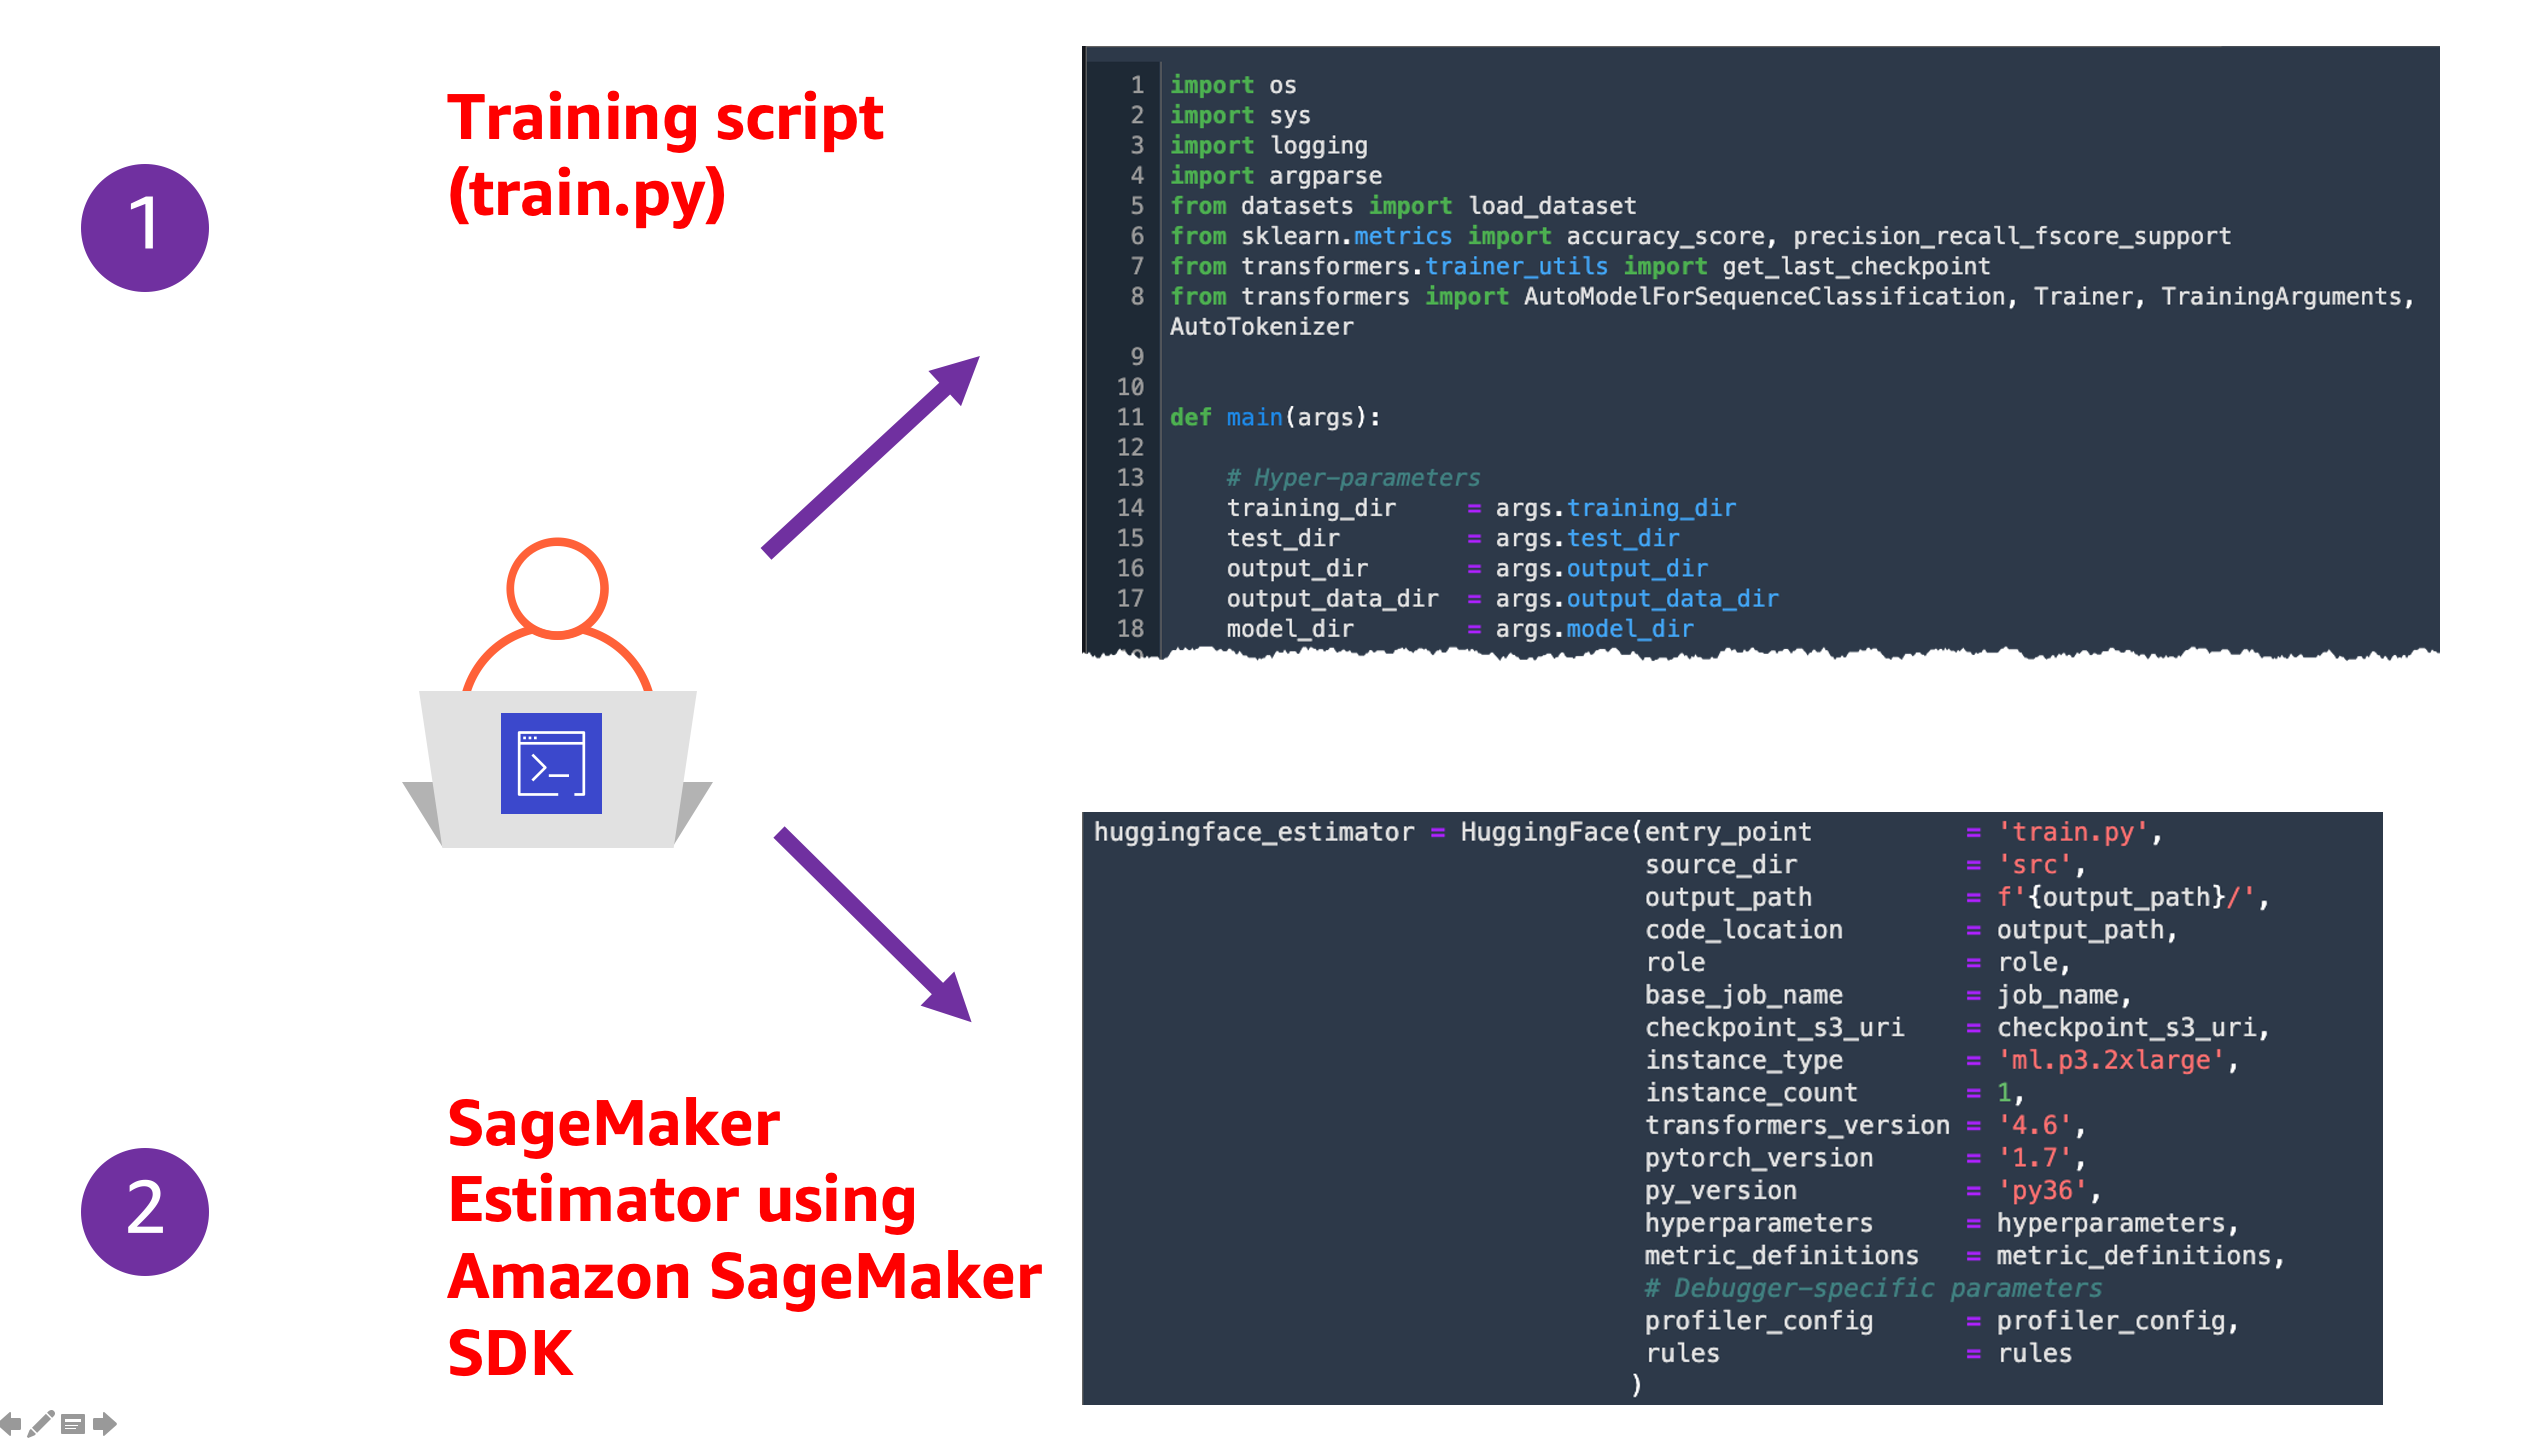 1
Training script
(train.py)
1 import os
2 import sys
3 import logging
4 import argparse
5 from datasets import load_dataset
6 from sklearn.metrics import accuracy_score, precision_recall_fscore_support
7 from transformers.trainer_utils import get_last_checkpoint
8 from transformers import AutoModelForSequenceClassification, Trainer, TrainingArguments,
AutoTokenizer
9
10
11 def main(args):
12
13     # Hyper-parameters
14     training_dir     = args.training_dir
15     test_dir         = args.test_dir
16     output_dir       = args.output_dir
17     output_data_dir  = args.output_data_dir
18     model_dir        = args.model_dir
2
SageMaker
Estimator using
Amazon SageMaker
SDK
huggingface_estimator = HuggingFace(entry_point          = 'train.py',
                                    source_dir           = 'src',
                                    output_path          = f'{output_path}/',
                                    code_location        = output_path,
                                    role                 = role,
                                    base_job_name        = job_name,
                                    checkpoint_s3_uri    = checkpoint_s3_uri,
                                    instance_type        = 'ml.p3.2xlarge',
                                    instance_count       = 1,
                                    transformers_version = '4.6',
                                    pytorch_version      = '1.7',
                                    py_version           = 'py36',
                                    hyperparameters      = hyperparameters,
                                    metric_definitions   = metric_definitions,
                                    # Debugger-specific parameters
                                    profiler_config      = profiler_config,
                                    rules                = rules
                                   )